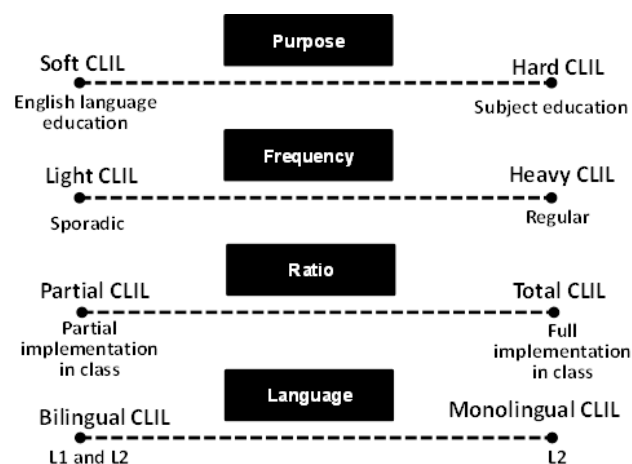 Purpose
Soft CLIL
Hard CLIL
English language
education
Subject education
Frequency
Light CLIL
Heavy CLIL
Sporadic
Regular
Ratio
Partial CLIL
Total CLIL
Partial
implementation
in class
Full
implementation
in class
Language
Bilingual CLIL
Monolingual CLIL
L1 and L2
L2